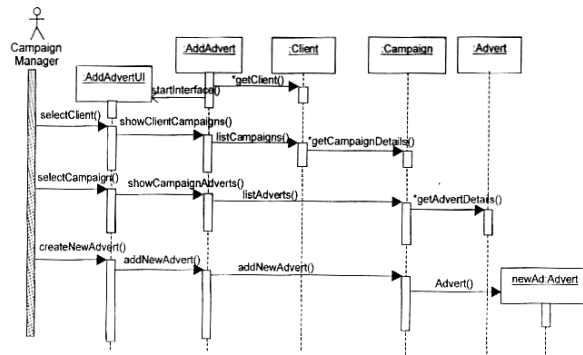 Campaign
Manager
:AddAdvertUI
:AddAdvert
:Client
:Campaign
:Advert
*getClient()
startInterface()
selectClient()
showClientCampaigns()
listCampaigns()
*getCampaignDetails()
selectCampaign()
showCampaignAdverts()
listAdverts()
*getAdvertDetails()
createNewAdvert()
addNewAdvert()
addNewAdvert()
Advert()
newAd:Advert